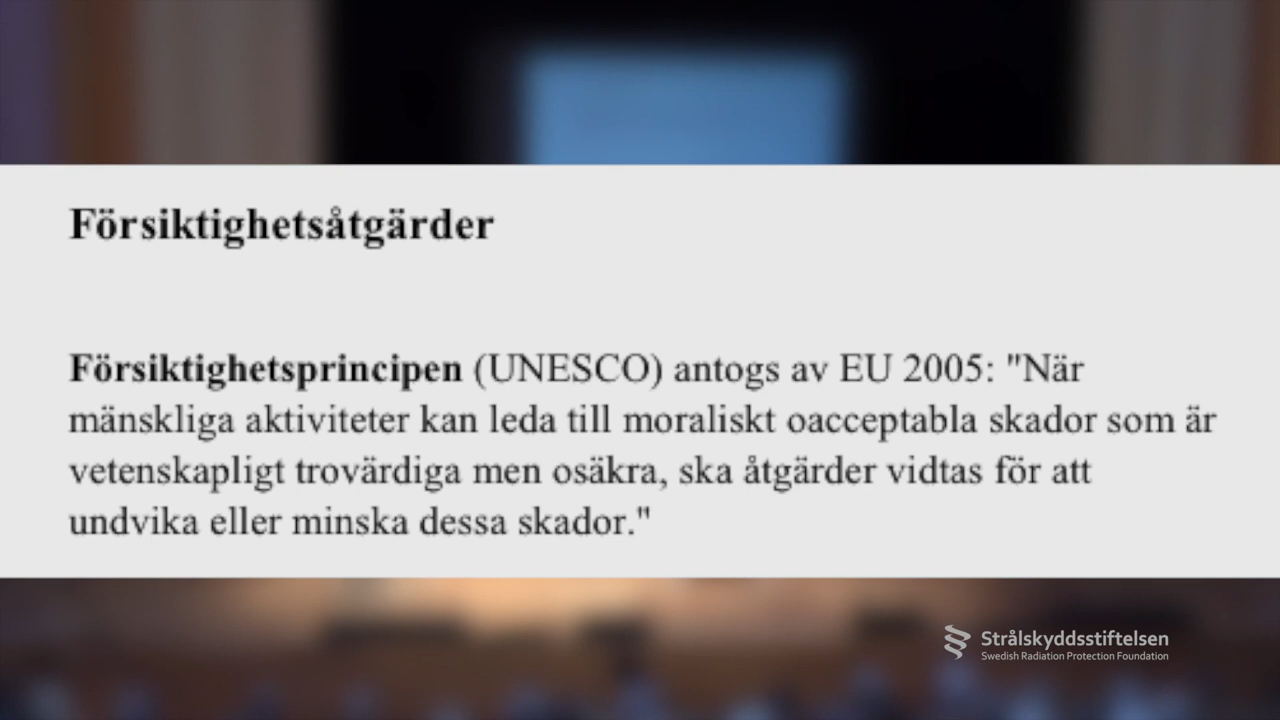 Försiktighetsåtgärder
Försiktighetsprincipen (UNESCO) antogs av EU 2005: "När
mänskliga aktiviteter kan leda till moraliskt oacceptabla skador som är
vetenskapligt trovärdiga men osäkra, ska åtgärder vidtas för att
undvika eller minska dessa skador."
Strålskyddsstiftelsen
Swedish Radiation Protection Foundation